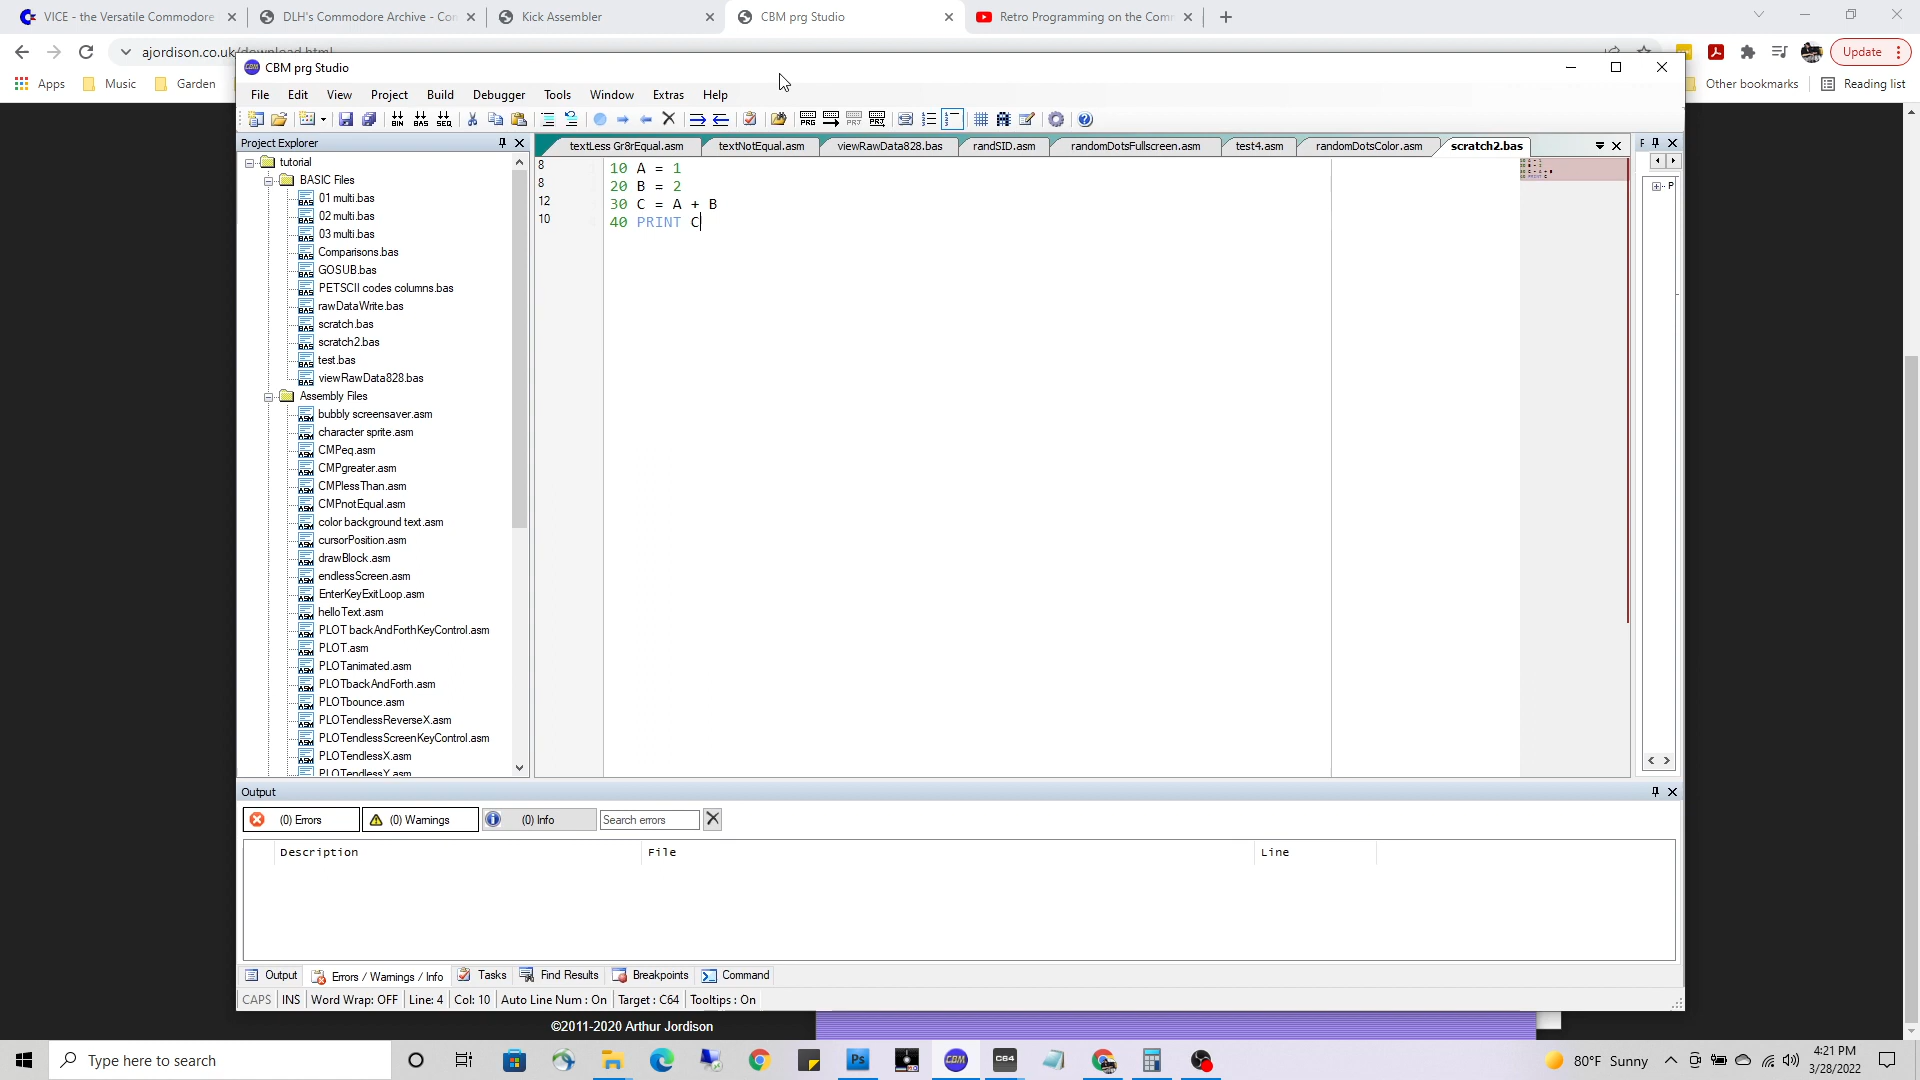 VICE - the Versatile Commodore
DLH's Commodore Archive - Con
Kick Assembler
CBM prg Studio
Retro Programming on the Comm
ajordison.co.uk/download.html
Update
Apps
Music
Garden
Other bookmarks
Reading list
CBM prg Studio
File Edit View Project Build Debugger Tools Window Extras Help
Project Explorer
textLess Gr8rEqual.asm
textNotEqual.asm
viewRawData828.bas
randSID.asm
randomDotsFullscreen.asm
test4.asm
randomDotsColor.asm
scratch2.bas
tutorial
BASIC Files
01 multi.bas
02 multi.bas
03 multi.bas
Comparisons.bas
GOSUB.bas
PETSCII codes columns.bas
rawDataWrite.bas
scratch.bas
scratch2.bas
test.bas
viewRawData828.bas
Assembly Files
bubbly screensaver.asm
character sprite.asm
CMPeq.asm
CMPgreater.asm
CMPlessThan.asm
CMPnotEqual.asm
color background text.asm
cursorPosition.asm
drawBlock.asm
endlessScreen.asm
EnterKeyExitLoop.asm
helloText.asm
PLOT backAndForthKeyControl.asm
PLOT.asm
PLOTanimated.asm
PLOTbackAndForth.asm
PLOTbounce.asm
PLOTendlessReverseX.asm
PLOTendlessScreenKeyControl.asm
PLOTendlessX.asm
PLOTendlessY.asm
8 10 A = 1
8 20 B = 2
12 30 C = A + B
10 40 PRINT C
Output
(0) Errors
(0) Warnings
(0) Info
Search errors
Description File Line
Output
Errors / Warnings / Info
Tasks
Find Results
Breakpoints
Command
CAPS INS Word Wrap: OFF Line: 4 Col: 10 Auto Line Num : On Target : C64 Tooltips : On
©2011-2020 Arthur Jordison
Type here to search
Ps
CBM
C64
80°F Sunny
4:21 PM
3/28/2022